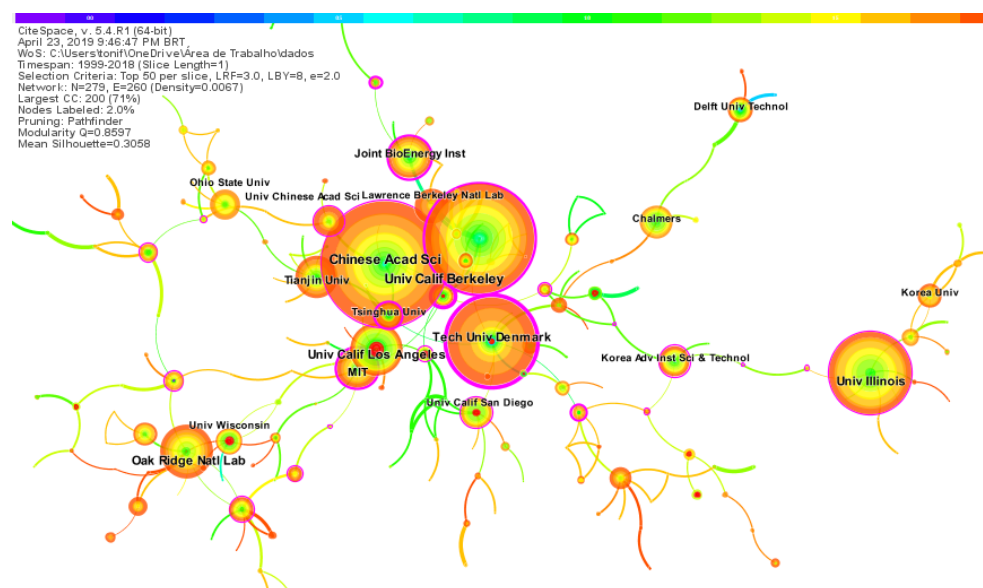 00
05
10
CiteSpace, v. 5.4.R1 (64-bit)
April 23, 2019 9:46:47 PM BRT
WoS: C:\Users\tonif\OneDrive\Área de Trabalho\dados
Timespan: 1999-2018 (Slice Length=1)
Selection Criteria: Top 50 per slice, LRF=3.0, LBY=8, e=2.0
Network: N=279, E=260 (Density=0.0067)
Largest CC: 200 (71%)
Nodes Labeled: 2.0%
Pruning: Pathfinder
Modularity Q=0.8597
Mean Silhouette=0.3058
Delft Univ Technol
Joint BioEnergy Inst
Ohio State Univ
Univ Chinese Acad Sci
Lawrence Berkeley Natl Lab
Chalmers
Chinese Acad Sci
Univ Calif Berkeley
Tianjin Univ
Korea Univ
Tsinghua Univ
Tech Univ Denmark
Univ Calif Los Angeles
Korea Adv Inst Sci & Technol
MIT
Univ Illinois
Univ Calif San Diego
Univ Wisconsin
Oak Ridge Natl Lab